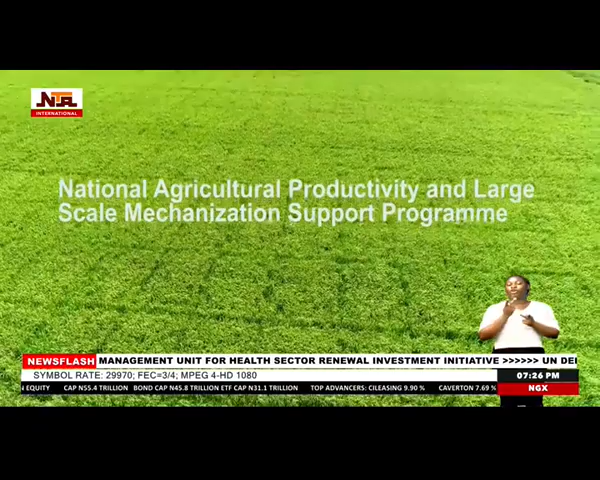 NTA
INTERNATIONAL
National Agricultural Productivity and Large
Scale Mechanization Support Programme
NEWSFLASH MANAGEMENT UNIT FOR HEALTH SECTOR RENEWAL INVESTMENT INITIATIVE >>>>>> UN DEI
SYMBOL RATE: 29970; FEC=3/4; MPEG 4-HD 1080 07:26 PM
EQUITY CAP N55.4 TRILLION BOND CAP N45.8 TRILLION ETF CAP N31.1 TRILLION TOP ADVANCERS: CILEASING 9.90 % CAVERTON 7.69 % NGX